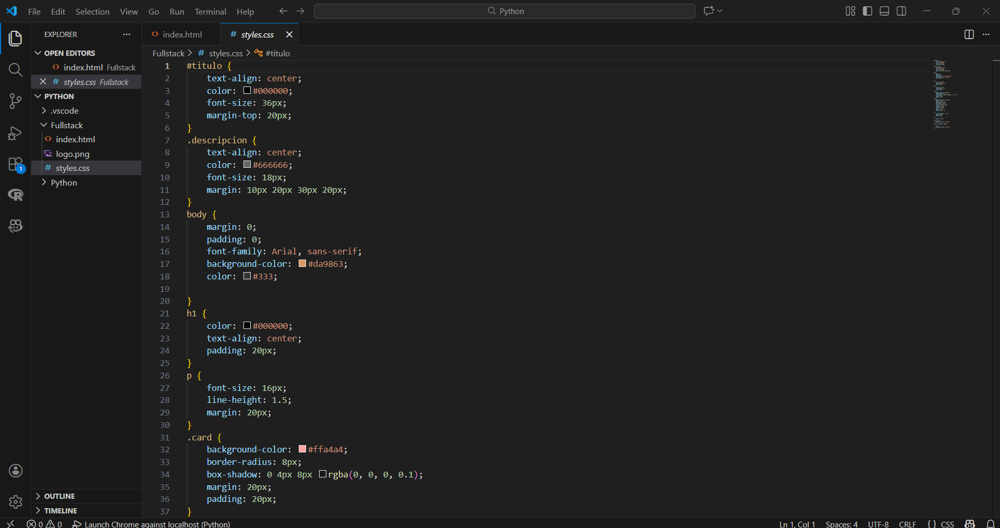 File Edit Selection View Go Run Terminal Help Python
EXPLORER
OPEN EDITORS
index.html Fullstack
styles.css Fullstack
PYTHON
.vscode
Fullstack
index.html
logo.png
styles.css
Python
1
OUTLINE
TIMELINE
index.html styles.css
Fullstack > # styles.css > #titulo
1 #titulo {
2 text-align: center;
3 color: #000000;
4 font-size: 36px;
5 margin-top: 20px;
6 }
7 .descripcion {
8 text-align: center;
9 color: #666666;
10 font-size: 18px;
11 margin: 10px 20px 30px 20px;
12 }
13 body {
14 margin: 0;
15 padding: 0;
16 font-family: Arial, sans-serif;
17 background-color: #da9863;
18 color: #333;
19
20 }
21 h1 {
22 color: #000000;
23 text-align: center;
24 padding: 20px;
25 }
26 p {
27 font-size: 16px;
28 line-height: 1.5;
29 margin: 20px;
30 }
31 .card {
32 background-color: #ffa4a4;
33 border-radius: 8px;
34 box-shadow: 0 4px 8px rgba(0, 0, 0, 0.1);
35 margin: 20px;
36 padding: 20px;
37 }
0 0 Launch Chrome against localhost (Python) Ln 1, Col 1 Spaces: 4 UTF-8 CRLF {} CSS